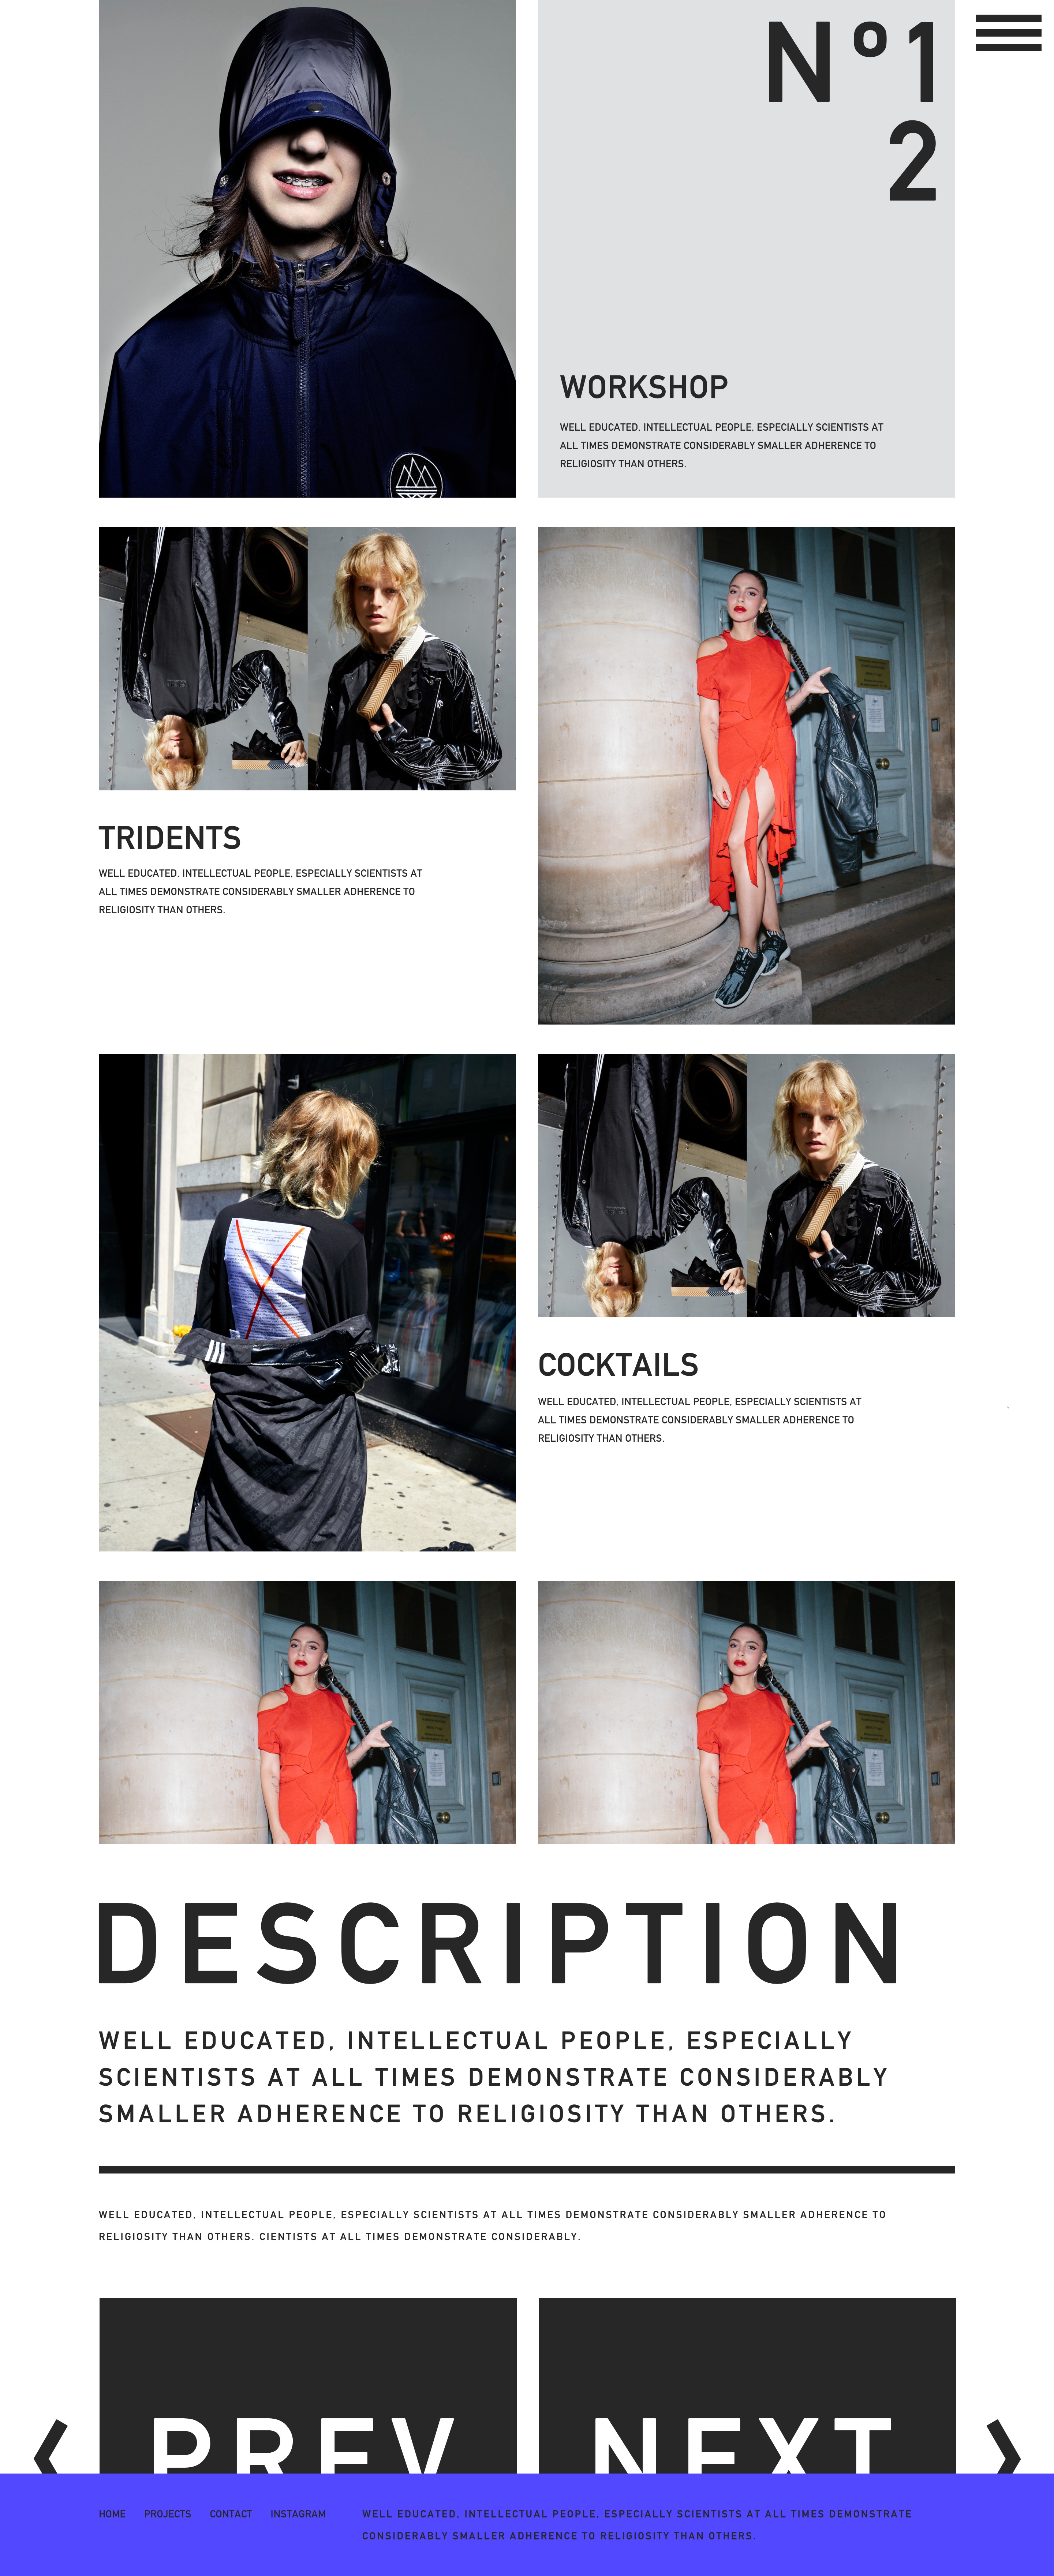 Nº1
2
WORKSHOP
WELL EDUCATED, INTELLECTUAL PEOPLE, ESPECIALLY SCIENTISTS AT
ALL TIMES DEMONSTRATE CONSIDERABLY SMALLER ADHERENCE TO
RELIGIOSITY THAN OTHERS.
TRIDENTS
WELL EDUCATED, INTELLECTUAL PEOPLE, ESPECIALLY SCIENTISTS AT
ALL TIMES DEMONSTRATE CONSIDERABLY SMALLER ADHERENCE TO
RELIGIOSITY THAN OTHERS.
COCKTAILS
WELL EDUCATED, INTELLECTUAL PEOPLE, ESPECIALLY SCIENTISTS AT
ALL TIMES DEMONSTRATE CONSIDERABLY SMALLER ADHERENCE TO
RELIGIOSITY THAN OTHERS.
DESCRIPTION
WELL EDUCATED, INTELLECTUAL PEOPLE, ESPECIALLY
SCIENTISTS AT ALL TIMES DEMONSTRATE CONSIDERABLY
SMALLER ADHERENCE TO RELIGIOSITY THAN OTHERS.
WELL EDUCATED, INTELLECTUAL PEOPLE, ESPECIALLY SCIENTISTS AT ALL TIMES DEMONSTRATE CONSIDERABLY SMALLER ADHERENCE TO
RELIGIOSITY THAN OTHERS. CIENTISTS AT ALL TIMES DEMONSTRATE CONSIDERABLY.
PREV
NEXT
HOME PROJECTS CONTACT INSTAGRAM
WELL EDUCATED, INTELLECTUAL PEOPLE, ESPECIALLY SCIENTISTS AT ALL TIMES DEMONSTRATE
CONSIDERABLY SMALLER ADHERENCE TO RELIGIOSITY THAN OTHERS.